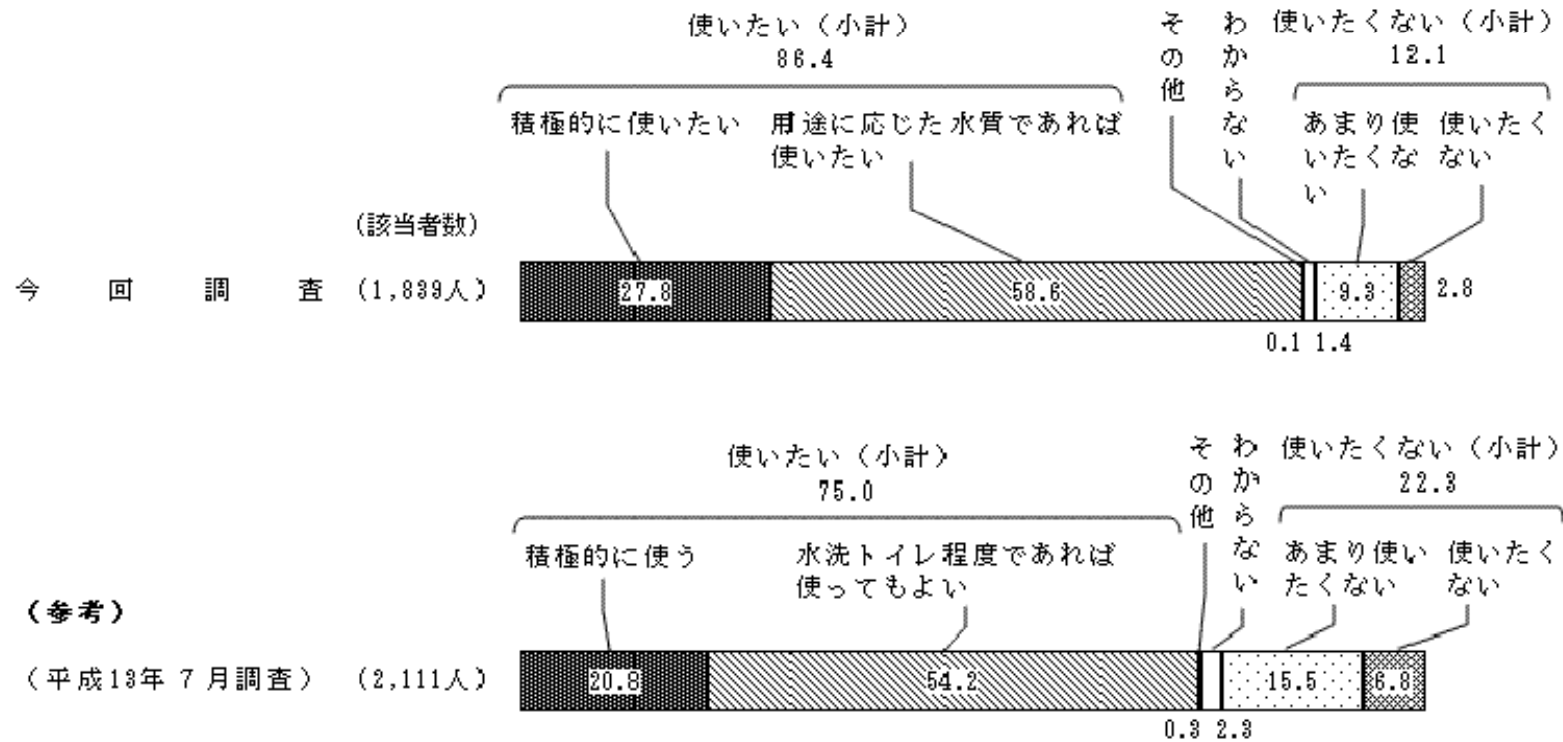 使いたい（小計）
86.4
その他
わからない
使いたくない（小計）
12.1
積極的に使いたい
用途に応じた水質であれば
使いたい
あまり使
いたくな
い
使いたく
ない
（該当者数）
今回調査 （1,839人）
27.8
58.6
9.3
2.8
0.1 1.4
使いたい（小計）
75.0
その他
わからない
使いたくない（小計）
22.3
積極的に使う
水洗トイレ程度であれば
使ってもよい
あまり使い
たくない
使いたく
ない
（参考）
（平成13年７月調査） （2,111人）
20.8
54.2
15.5
6.8
0.3 2.3